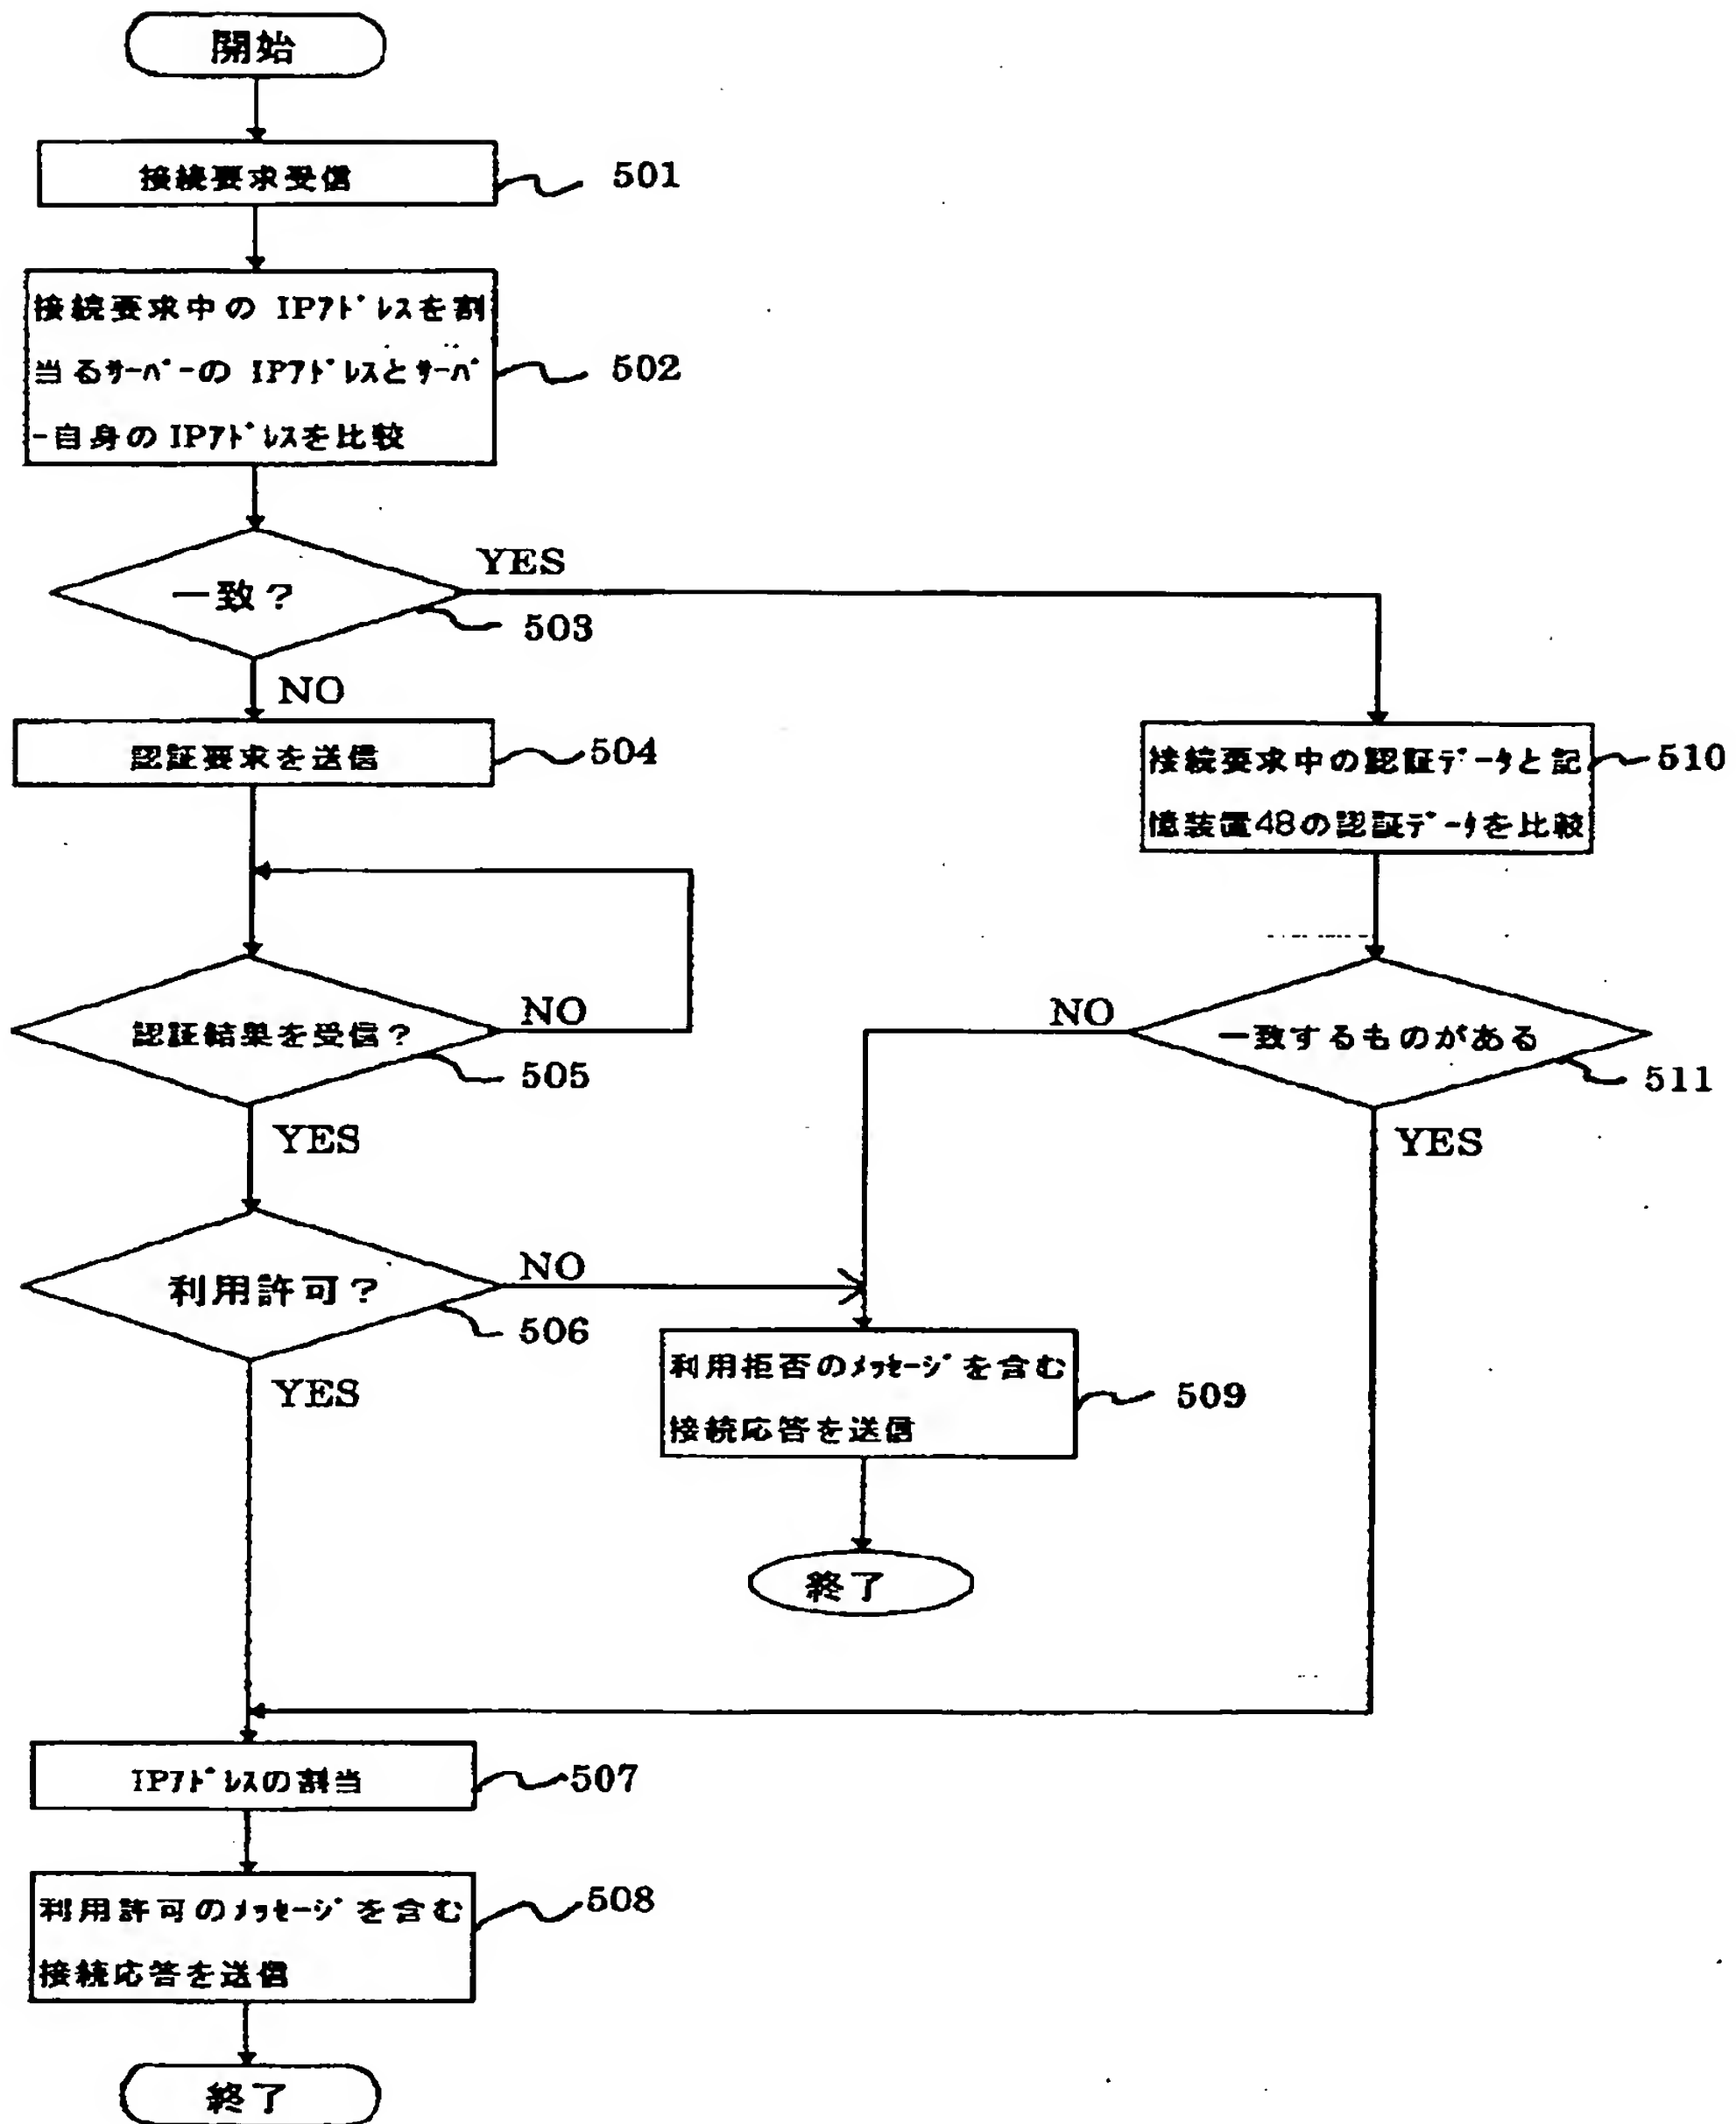 開始
接続要求受信
501
接続要求中の IPｱﾄﾞﾚｽを割
当るｻｰﾊﾞｰの IPｱﾄﾞﾚｽとｻｰﾊﾞ
-自身のIPｱﾄﾞﾚｽを比較
502
一致？
YES
503
NO
認証要求を送信
504
接続要求中の認証ﾃﾞｰﾀと記
憶装置48の認証ﾃﾞｰﾀを比較
510
認証結果を受信？
NO
505
YES
一致するものがある
NO
511
YES
利用許可？
NO
506
YES
利用拒否のﾒｯｾｰｼﾞを含む
接続応答を送信
509
終了
IPｱﾄﾞﾚｽの割当
507
利用許可のﾒｯｾｰｼﾞを含む
接続応答を送信
508
終了